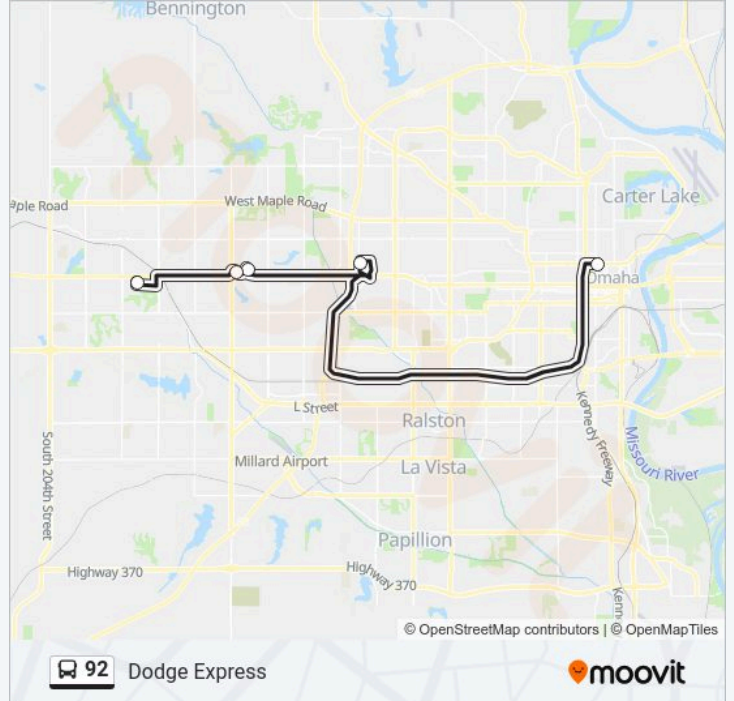 Bennington
West Maple Road
aple Road
Carter Lake
Omaha
L Street
Ralston
Kennedy Freeway
Missouri River
South 204th Street
Millard Airport
La Vista
Papillion
Highway 370
Highway 370
Kenn
© OpenStreetMap contributors | © OpenMapTiles
92 Dodge Express
moovit